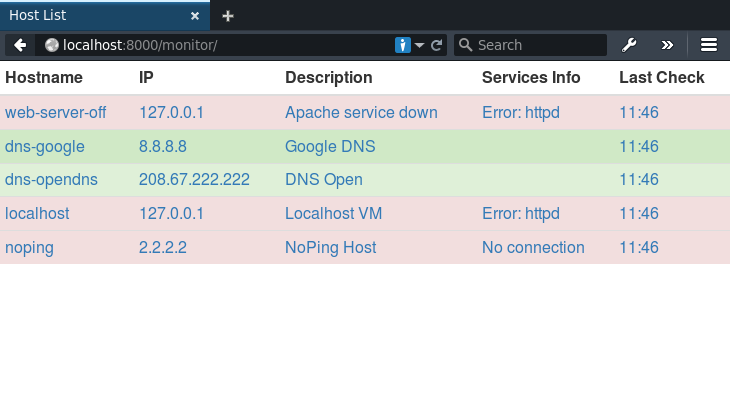 Host List
localhost:8000/monitor/ Search
Hostname IP Description Services Info Last Check
web-server-off 127.0.0.1 Apache service down Error: httpd 11:46
dns-google 8.8.8.8 Google DNS 11:46
dns-opendns 208.67.222.222 DNS Open 11:46
localhost 127.0.0.1 Localhost VM Error: httpd 11:46
noping 2.2.2.2 NoPing Host No connection 11:46